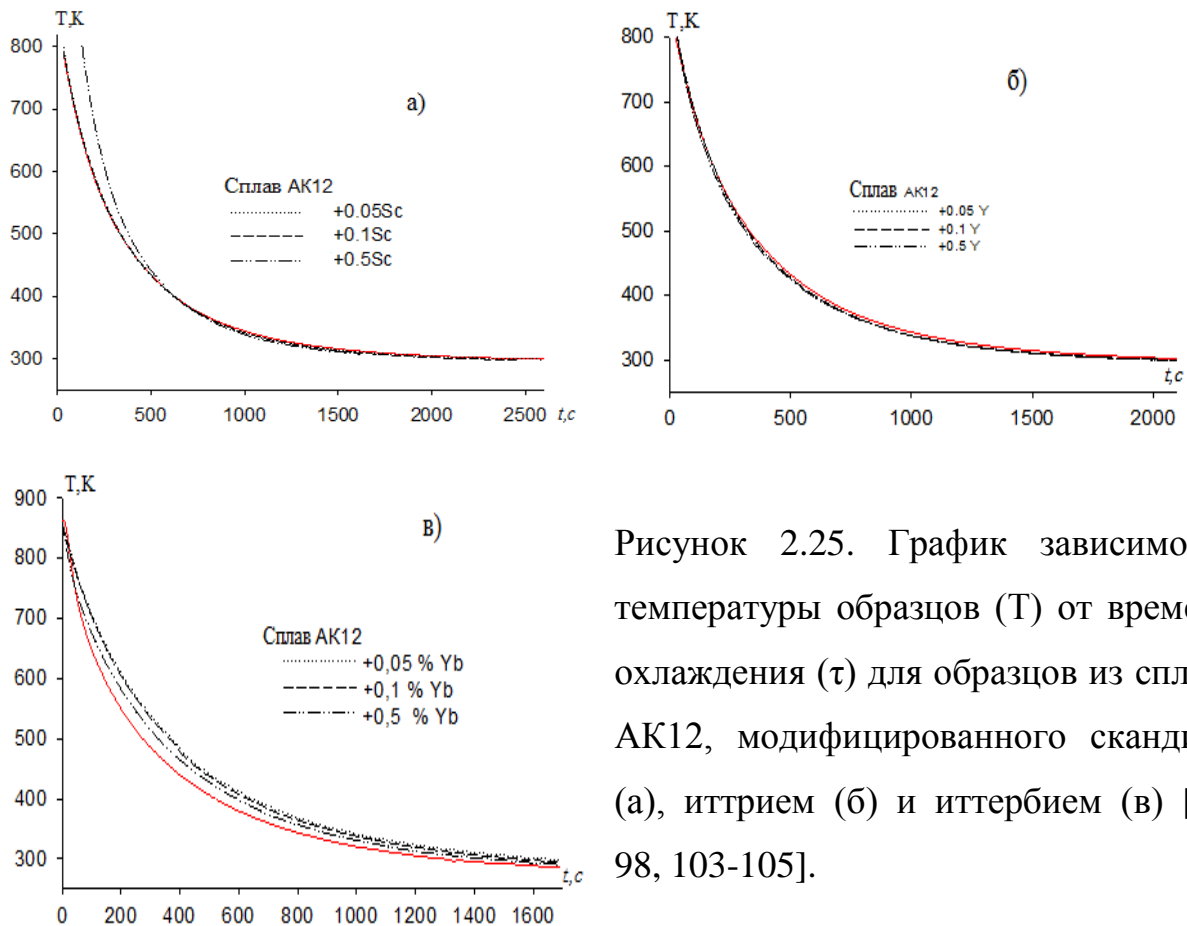 T,K
800
700
600
500
400
300
0 500 1000 1500 2000 2500 t,c
а)
Сплав АК12
+0.05Sc
+0.1Sc
+0.5Sc
T,K
800
700
600
500
400
300
0 500 1000 1500 2000
t,c
б)
Сплав АК12
+0.05 Y
+0.1 Y
+0.5 Y
T,K
900
800
700
600
500
400
300
0 200 400 600 800 1000 1200 1400 1600
t,c
в)
Сплав АК12
+0,05 % Yb
+0,1 % Yb
+0,5 % Yb
Рисунок 2.25. График зависимо
температуры образцов (Т) от време
охлаждения (τ) для образцов из спл
АК12, модифицированного сканди
(а), иттрием (б) и иттербием (в) [
98, 103-105].